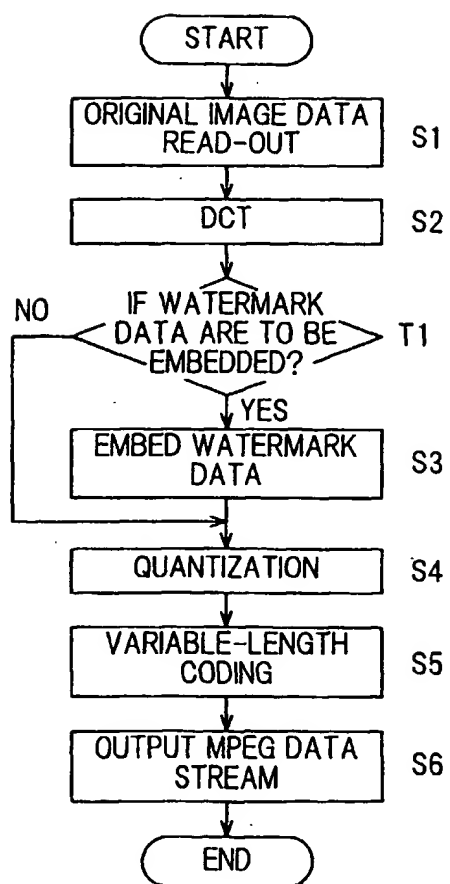 START
ORIGINAL IMAGE DATA
READ-OUT
S1
DCT
S2
NO
IF WATERMARK
DATA ARE TO BE
EMBEDDED?
T1
YES
EMBED WATERMARK
DATA
S3
QUANTIZATION
S4
VARIABLE-LENGTH
CODING
S5
OUTPUT MPEG DATA
STREAM
S6
END